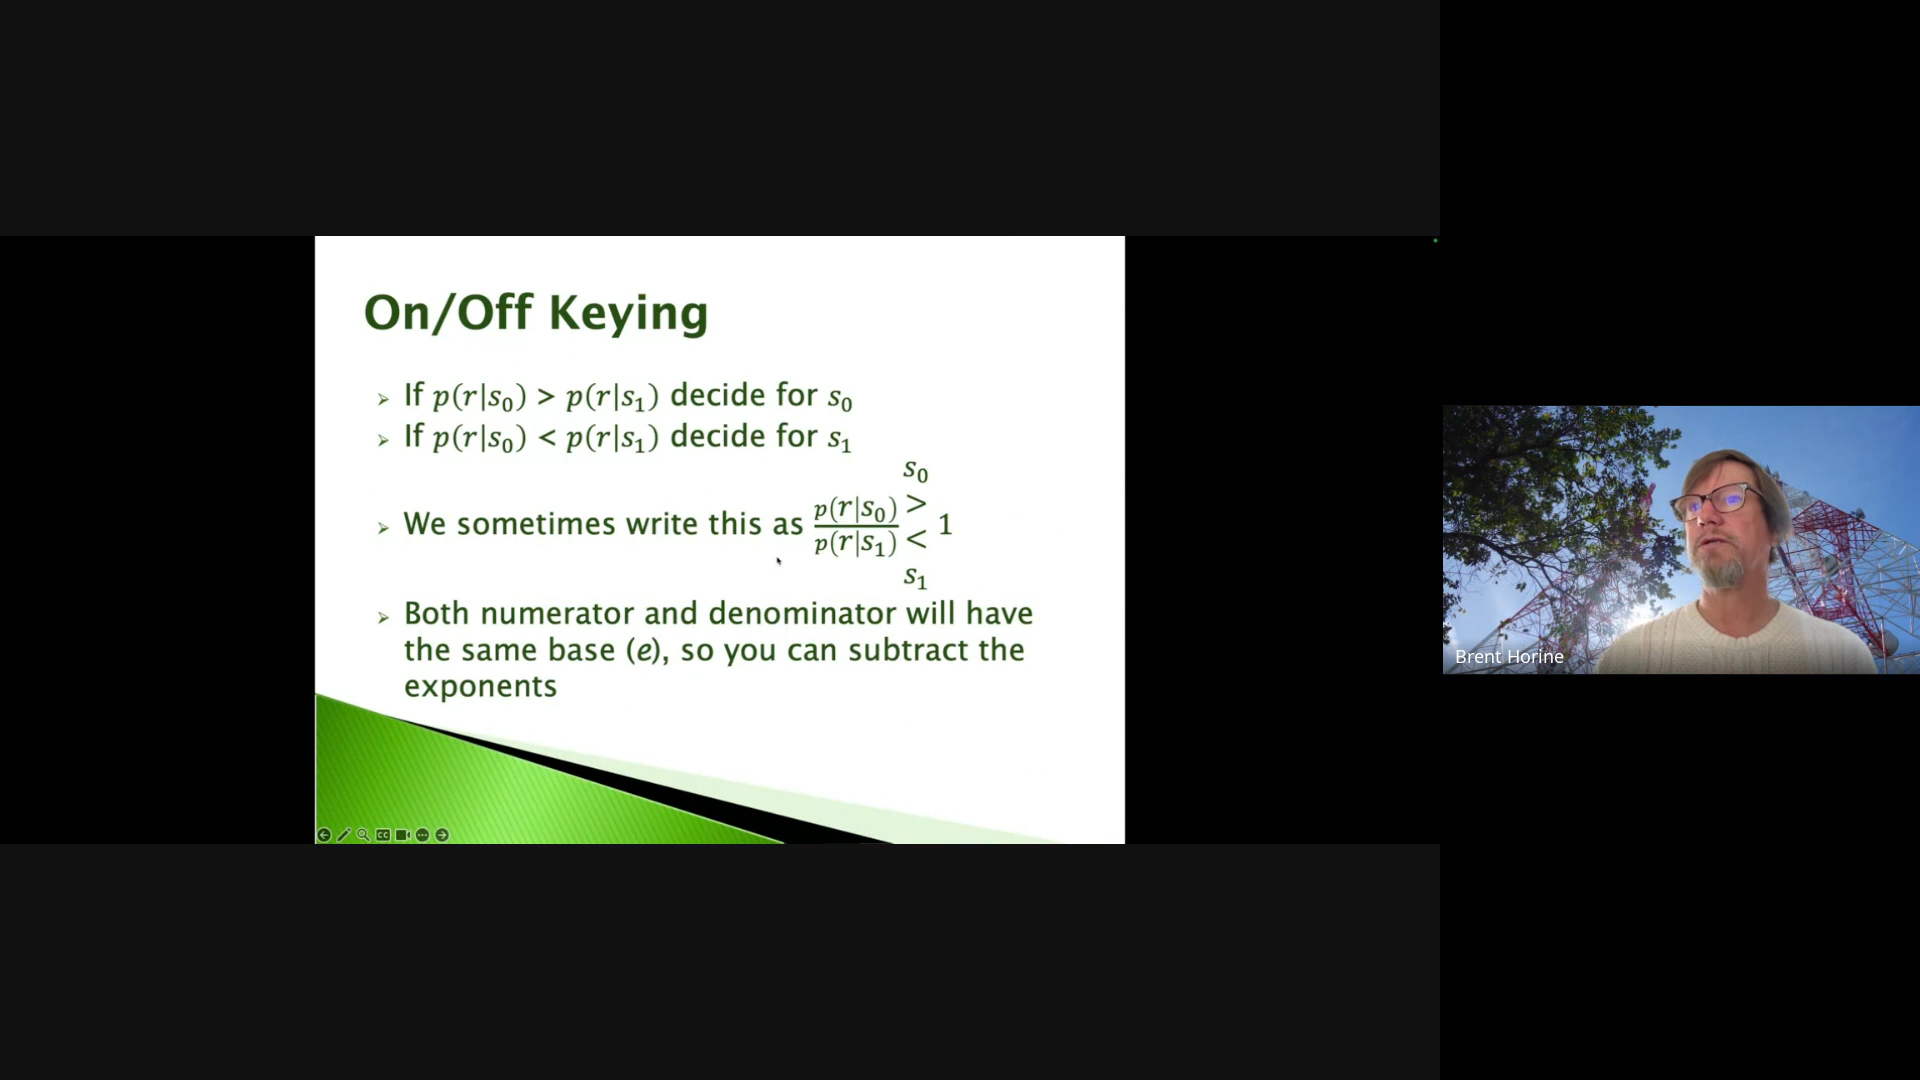 On/Off Keying
If p(r|s₀) > p(r|s₁) decide for s₀
If p(r|s₀) < p(r|s₁) decide for s₁
s₀
p(r|s₀) >
We sometimes write this as 1
p(r|s₁) <
s₁
Both numerator and denominator will have
the same base (e), so you can subtract the
exponents
CC
Brent Horine